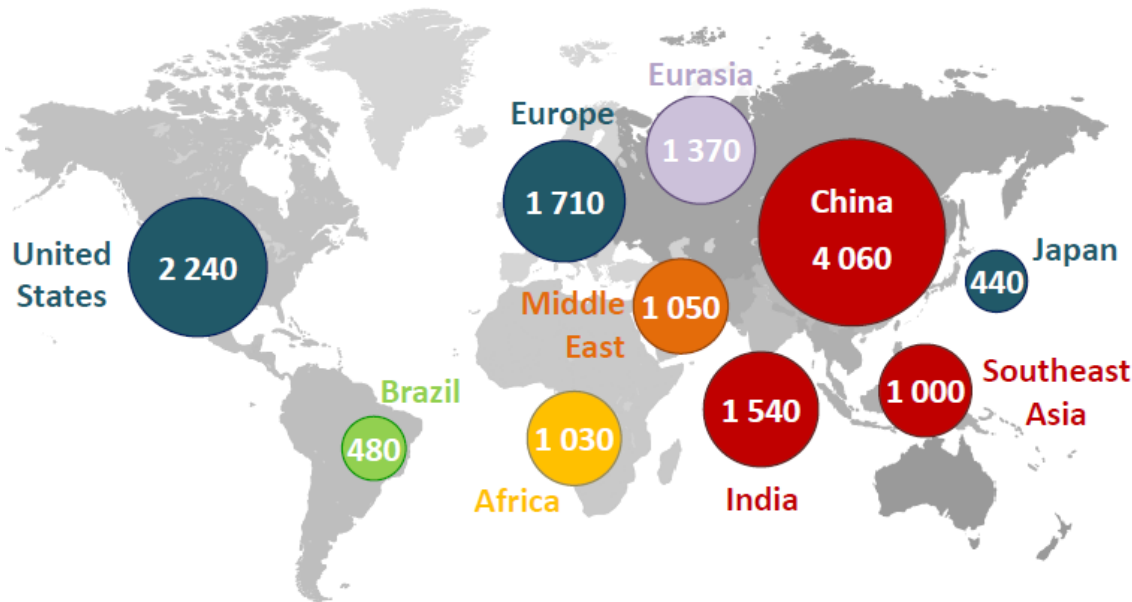 Eurasia
1 370
Europe
1 710
China
4 060
United
States
2 240
Japan
440
Middle
East
1 050
Brazil
480
Southeast
Asia
1 000
1 540
India
1 030
Africa